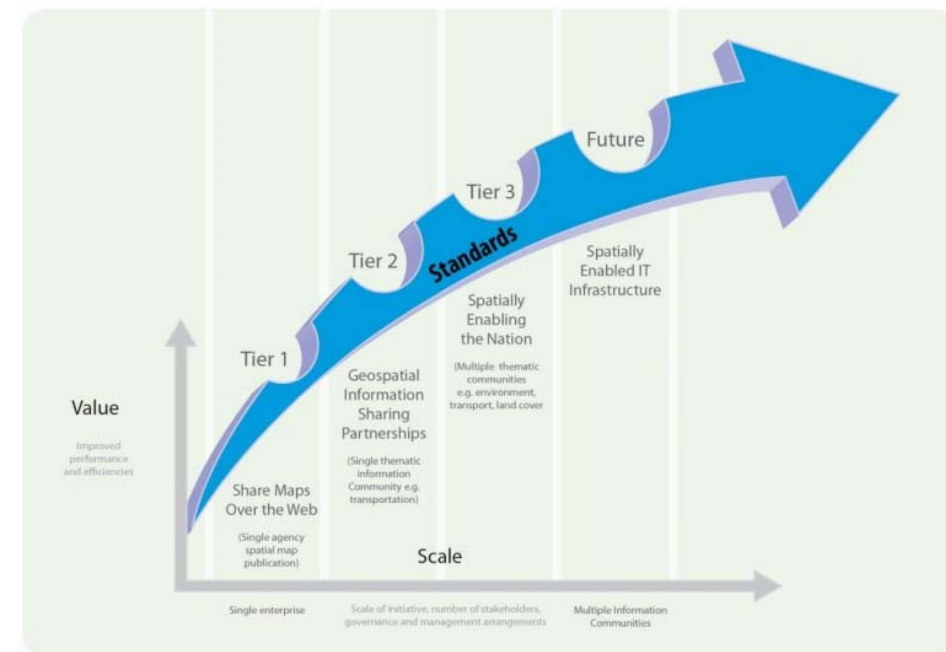 Future
Tier 3
Standards
Tier 2
Spatially
Enabled IT
Infrastructure
Spatially
Enabling
the Nation
(Multiple thematic
communities
e.g. environment,
transport, land cover
Tier 1
Geospatial
Information
Sharing
Partnerships
(Single thematic
information
Community e.g.
transportation)
Value
Improved
performance
and efficiencies
Share Maps
Over the Web
(Single agency
spatial map
publication)
Scale
Single enterprise
Scale of initiative, number of stakeholders,
governance and management arrangements
Multiple Information
Communities